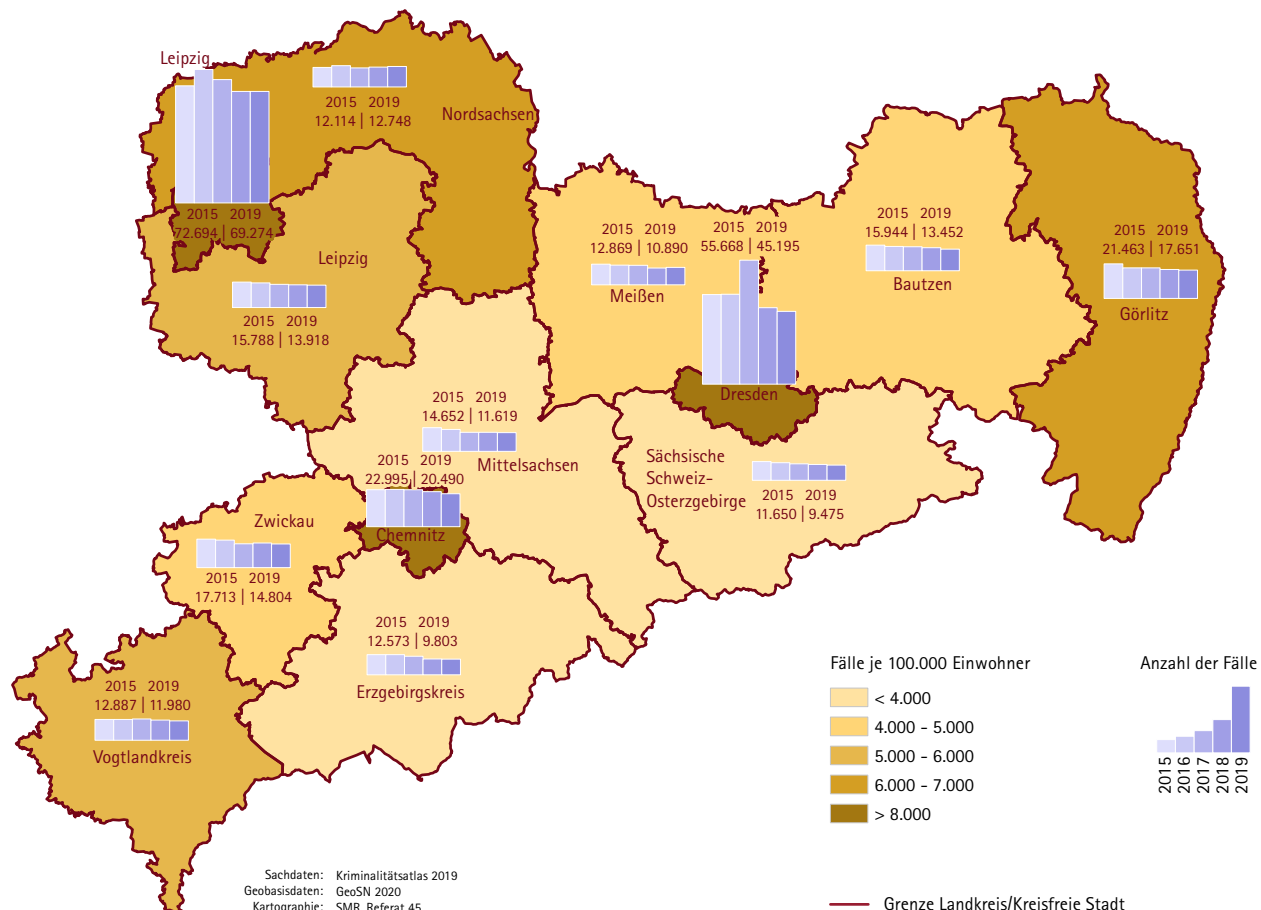 Leipzig
2015 2019
12.114 | 12.748
Nordsachsen
2015 2019
72.694 | 69.274
Leipzig
2015 2019
15.788 | 13.918
2015 2019
12.869 | 10.890
Meißen
2015 2019
55.668 | 45.195
Dresden
2015 2019
15.944 | 13.452
Bautzen
2015 2019
21.463 | 17.651
Görlitz
2015 2019
14.652 | 11.619
Mittelsachsen
2015 2019
22.995 | 20.490
Chemnitz
Sächsische
Schweiz-
Osterzgebirge
2015 2019
11.650 | 9.475
Zwickau
2015 2019
17.713 | 14.804
2015 2019
12.573 | 9.803
Erzgebirgskreis
2015 2019
12.887 | 11.980
Vogtlandkreis
Fälle je 100.000 Einwohner
< 4.000
4.000 - 5.000
5.000 - 6.000
6.000 - 7.000
> 8.000
Anzahl der Fälle
2015
2016
2017
2018
2019
Sachdaten: Kriminalitätsatlas 2019
Geobasisdaten: GeoSN 2020
Kartographie: SMR, Referat 45
Grenze Landkreis/Kreisfreie Stadt